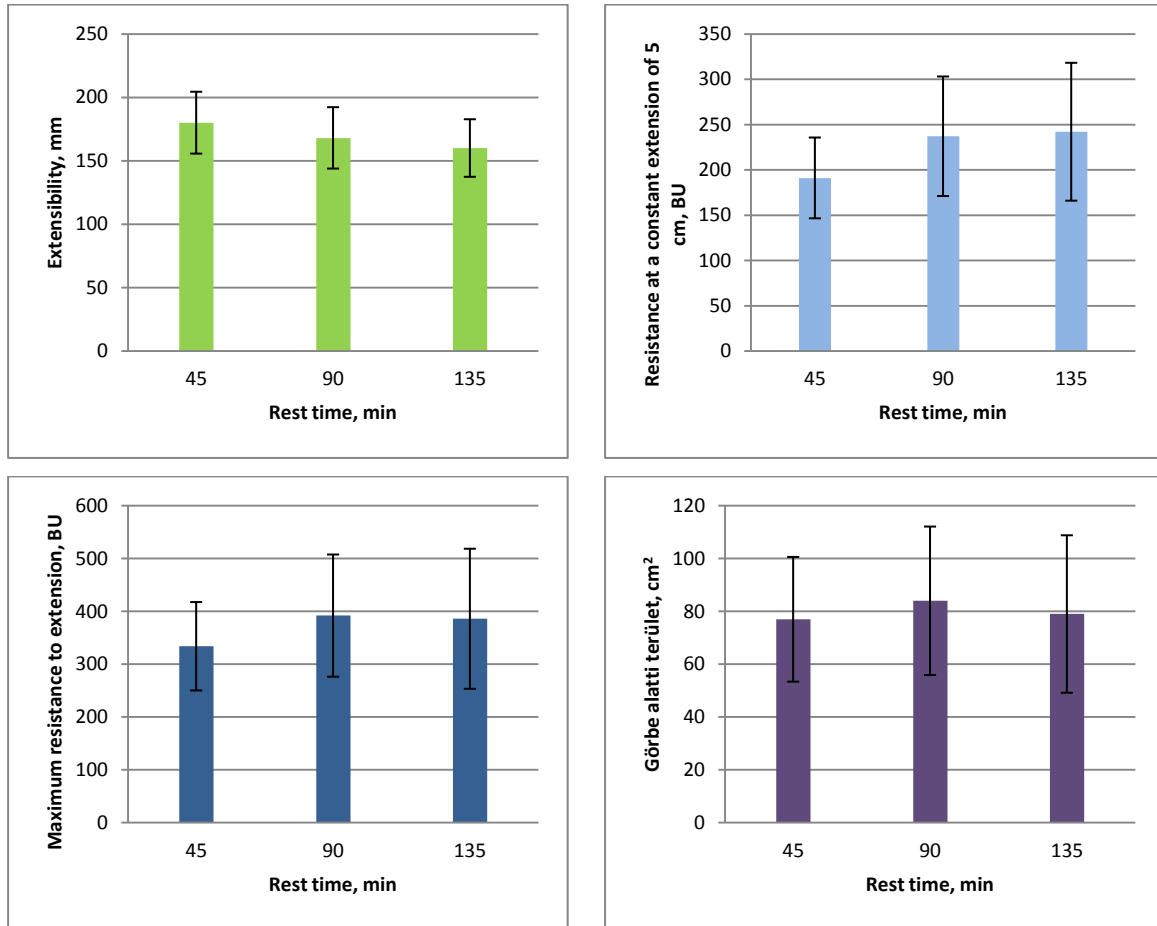 250
200
150
100
50
0
Extensibility, mm
45 90 135
Rest time, min
350
300
250
200
150
100
50
0
Resistance at a constant extension of 5
cm, BU
45 90 135
Rest time, min
600
500
400
300
200
100
0
Maximum resistance to extension, BU
45 90 135
Rest time, min
120
100
80
60
40
20
0
Görbe alatti terület, cm²
45 90 135
Rest time, min